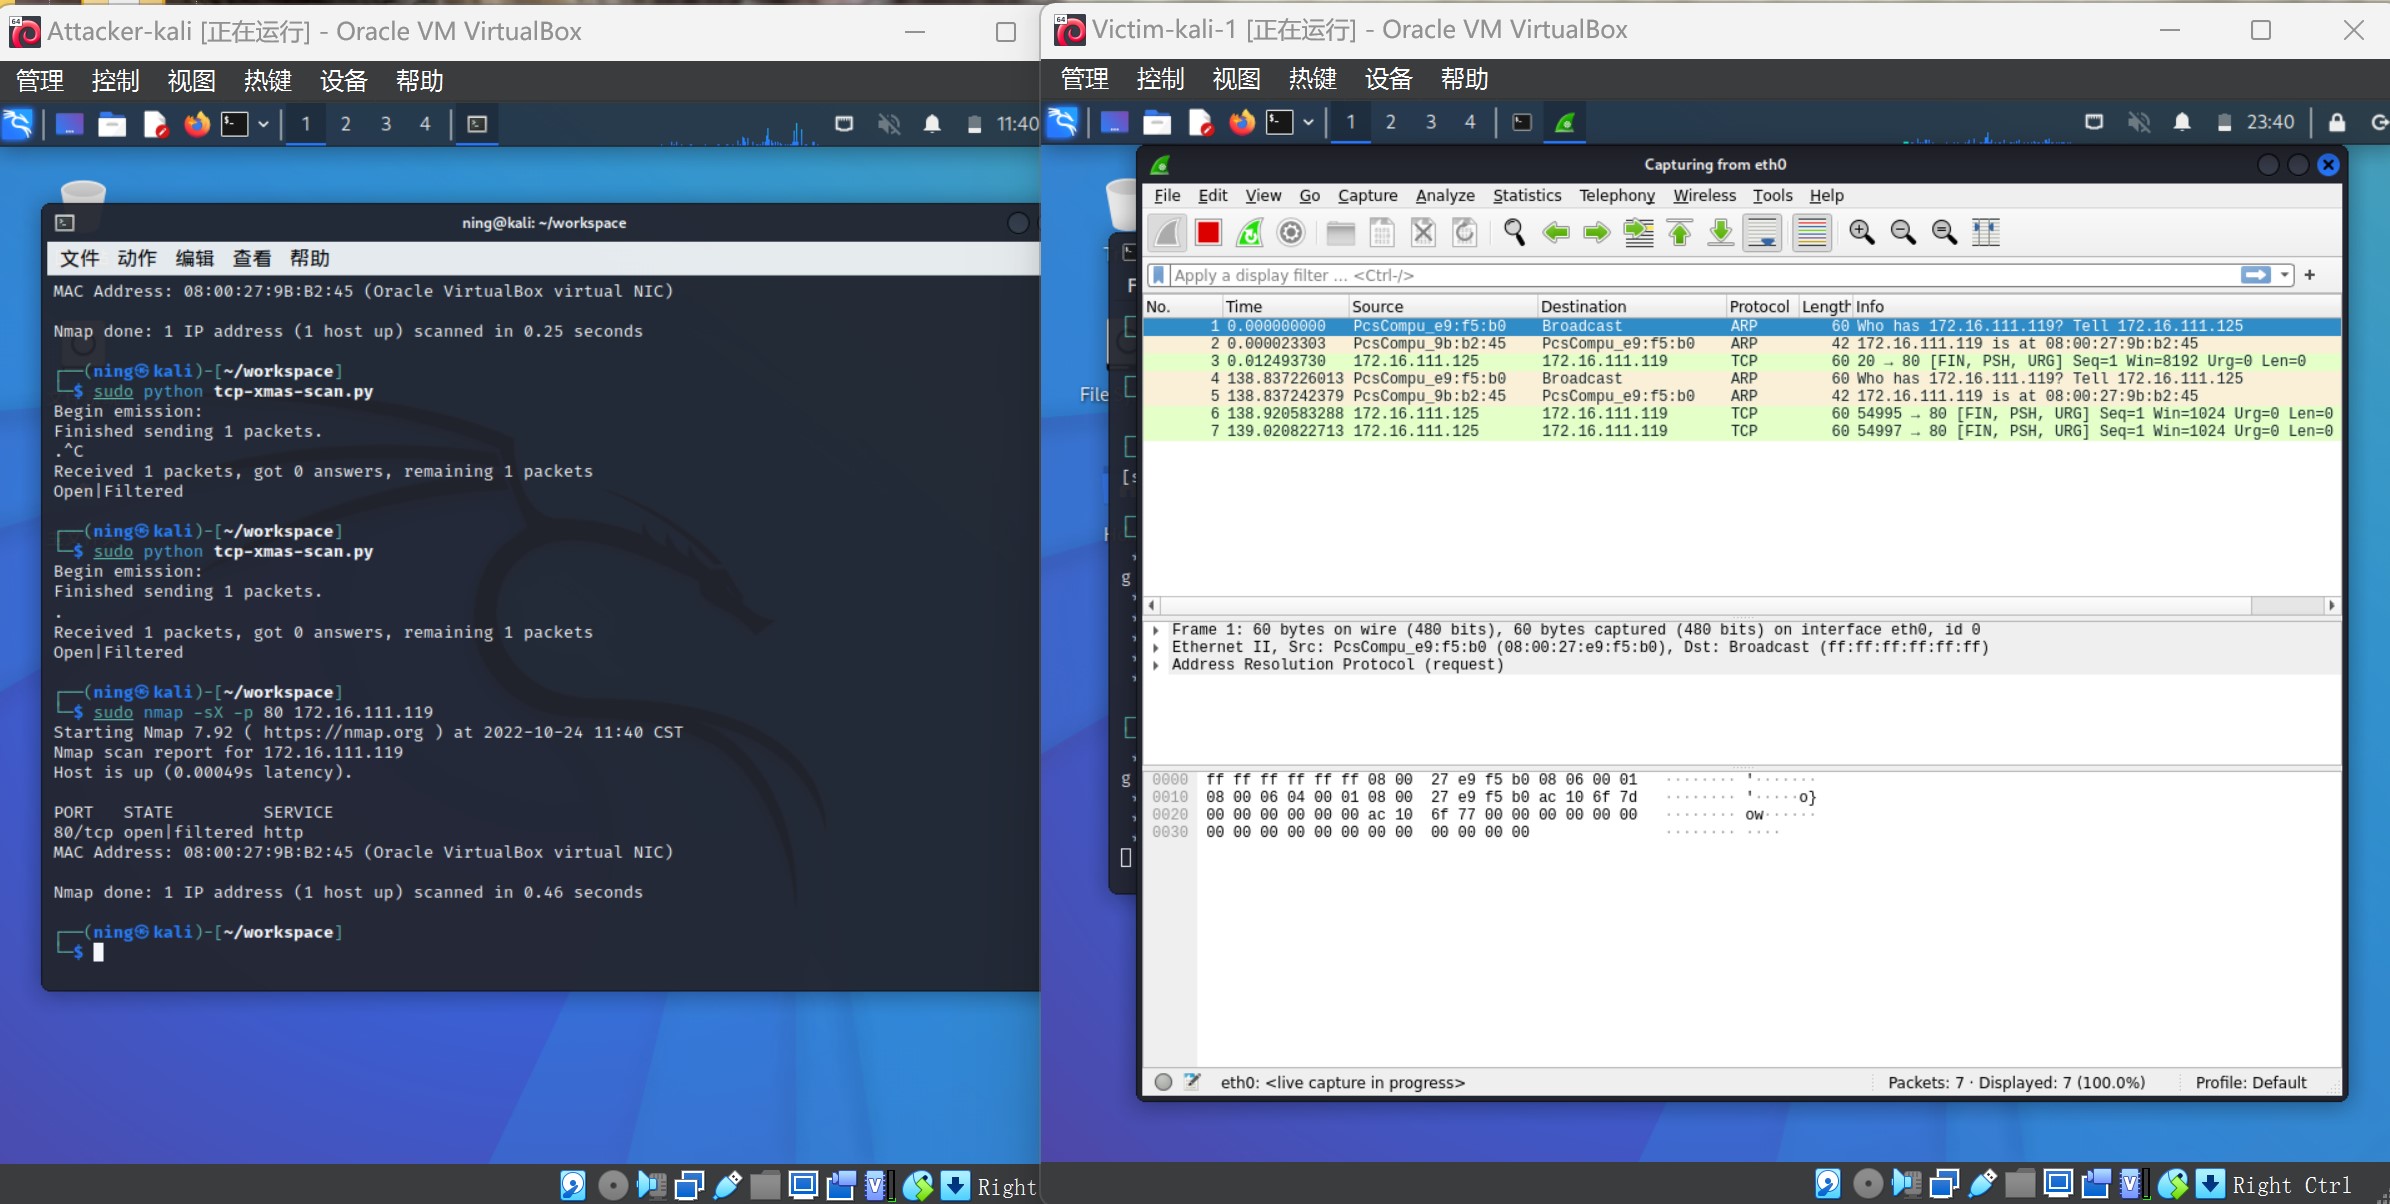 Attacker-kali [正在运行] - Oracle VM VirtualBox
管理 控制 视图 热键 设备 帮助
1 2 3 4 11:40
ning@kali: ~/workspace
文件 动作 编辑 查看 帮助
MAC Address: 08:00:27:9B:B2:45 (Oracle VirtualBox virtual NIC)
Nmap done: 1 IP address (1 host up) scanned in 0.25 seconds
┌──(ning㉿kali)-[~/workspace]
└─$ sudo python tcp-xmas-scan.py
Begin emission:
Finished sending 1 packets.
.^C
Received 1 packets, got 0 answers, remaining 1 packets
Open|Filtered
┌──(ning㉿kali)-[~/workspace]
└─$ sudo python tcp-xmas-scan.py
Begin emission:
Finished sending 1 packets.
.
Received 1 packets, got 0 answers, remaining 1 packets
Open|Filtered
┌──(ning㉿kali)-[~/workspace]
└─$ sudo nmap -sX -p 80 172.16.111.119
Starting Nmap 7.92 ( https://nmap.org ) at 2022-10-24 11:40 CST
Nmap scan report for 172.16.111.119
Host is up (0.00049s latency).
PORT STATE SERVICE
80/tcp open|filtered http
MAC Address: 08:00:27:9B:B2:45 (Oracle VirtualBox virtual NIC)
Nmap done: 1 IP address (1 host up) scanned in 0.46 seconds
┌──(ning㉿kali)-[~/workspace]
└─$
Right
Victim-kali-1 [正在运行] - Oracle VM VirtualBox
管理 控制 视图 热键 设备 帮助
1 2 3 4 23:40
File
Capturing from eth0
File Edit View Go Capture Analyze Statistics Telephony Wireless Tools Help
Apply a display filter ... <Ctrl-/>
No. Time Source Destination Protocol Length Info
1 0.000000000 PcsCompu_e9:f5:b0 Broadcast ARP 60 Who has 172.16.111.119? Tell 172.16.111.125
2 0.000023303 PcsCompu_9b:b2:45 PcsCompu_e9:f5:b0 ARP 42 172.16.111.119 is at 08:00:27:9b:b2:45
3 0.012493730 172.16.111.125 172.16.111.119 TCP 60 20 → 80 [FIN, PSH, URG] Seq=1 Win=8192 Urg=0 Len=0
4 138.837226013 PcsCompu_e9:f5:b0 Broadcast ARP 60 Who has 172.16.111.119? Tell 172.16.111.125
5 138.837242379 PcsCompu_9b:b2:45 PcsCompu_e9:f5:b0 ARP 42 172.16.111.119 is at 08:00:27:9b:b2:45
6 138.920583288 172.16.111.125 172.16.111.119 TCP 60 54995 → 80 [FIN, PSH, URG] Seq=1 Win=1024 Urg=0 Len=0
7 139.020822713 172.16.111.125 172.16.111.119 TCP 60 54997 → 80 [FIN, PSH, URG] Seq=1 Win=1024 Urg=0 Len=0
Frame 1: 60 bytes on wire (480 bits), 60 bytes captured (480 bits) on interface eth0, id 0
Ethernet II, Src: PcsCompu_e9:f5:b0 (08:00:27:e9:f5:b0), Dst: Broadcast (ff:ff:ff:ff:ff:ff)
Address Resolution Protocol (request)
0000 ff ff ff ff ff ff 08 00 27 e9 f5 b0 08 06 00 01 ········ '·······
0010 08 00 06 04 00 01 08 00 27 e9 f5 b0 ac 10 6f 7d ········ '·····o}
0020 00 00 00 00 00 00 ac 10 6f 77 00 00 00 00 00 00 ········ ow······
0030 00 00 00 00 00 00 00 00 00 00 00 00 ········ ····
eth0: <live capture in progress>
Packets: 7 · Displayed: 7 (100.0%)
Profile: Default
Right Ctrl